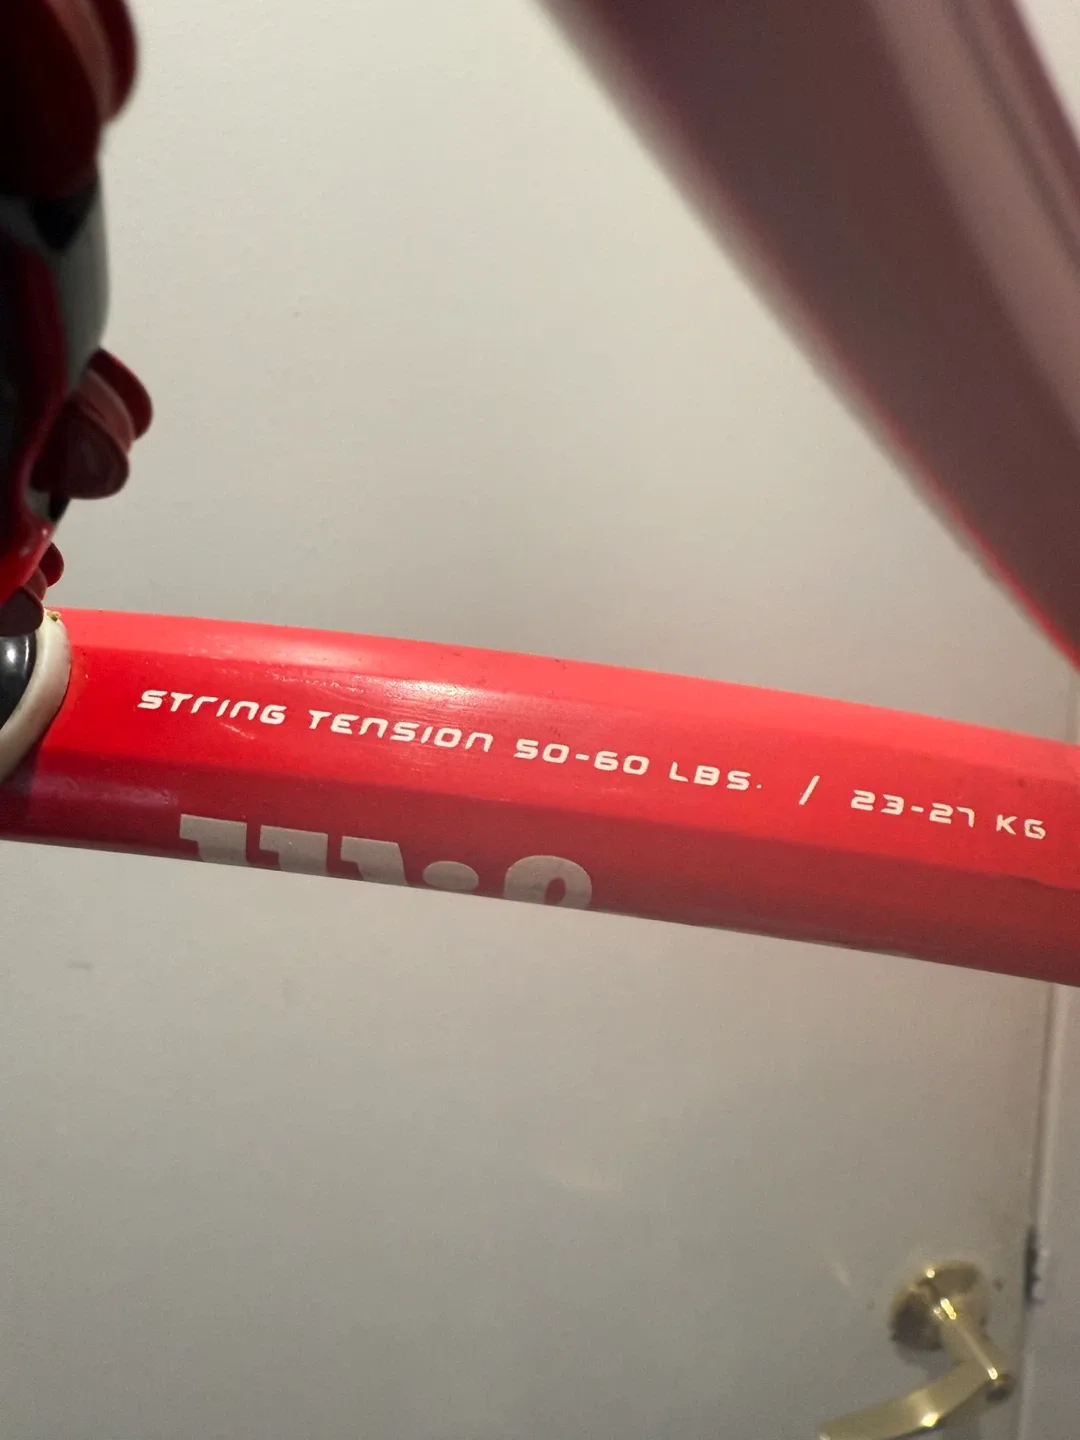 STRING TENSION 50-60 LBS. / 23-27 KG